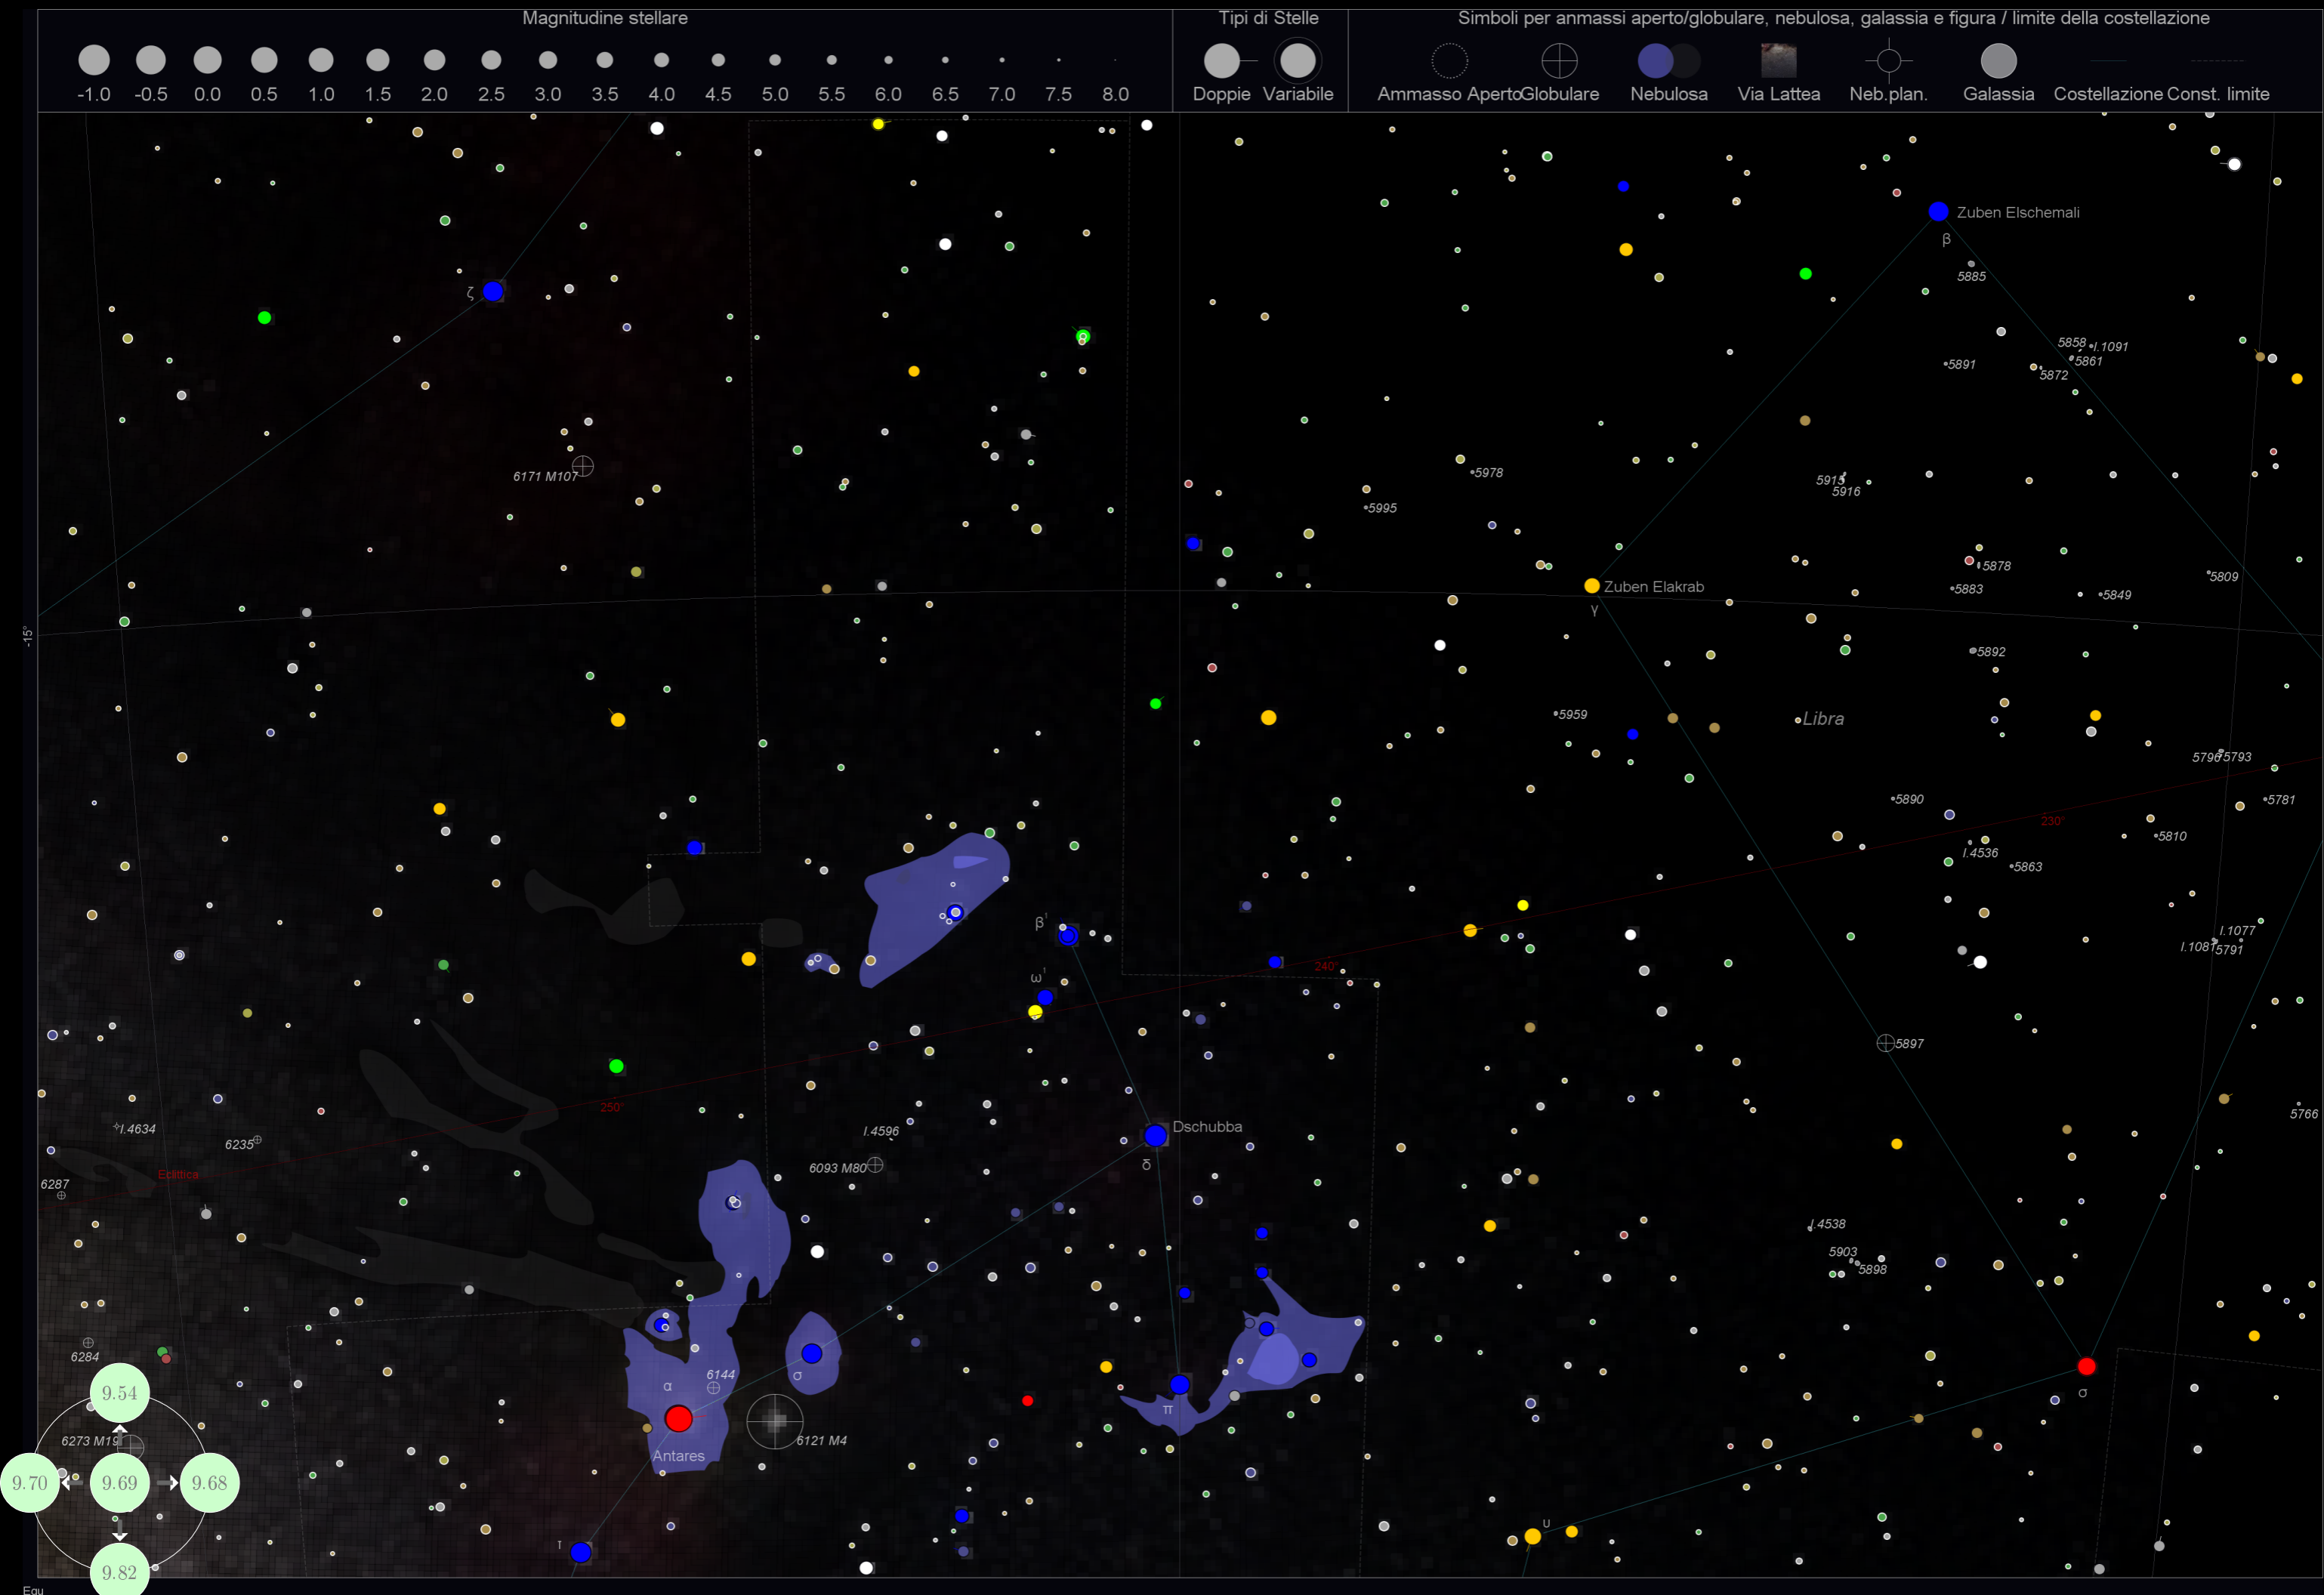 Magnitudine stellare
Tipi di Stelle
Simboli per anmassi aperto/globulare, nebulosa, galassia e figura / limite della costellazione
-1.0 -0.5 0.0 0.5 1.0 1.5 2.0 2.5 3.0 3.5 4.0 4.5 5.0 5.5 6.0 6.5 7.0 7.5 8.0
Doppie Variabile
Ammasso Aperto Globulare Nebulosa Via Lattea Neb.plan. Galassia Costellazione Const. limite
Zuben Elschemali
β
5885
ζ
5858 I.1091
5861
5891
5872
6171 M107
5978
5915
5916
5995
5878
5809
5883
5849
Zuben Elakrab
γ
-15°
5892
5959
Libra
5796 5793
5890
5781
230°
5810
I.4536
5863
β1
I.1077
I.1081 5791
240°
ω1
5897
250°
5766
I.4634
6235
I.4596
Dschubba
δ
6093 M80
Eclittica
6287
I.4538
5903
5898
6284
6144
α
σ
σ
9.54
π
6273 M19
6121 M4
Antares
9.70 9.69 9.68
υ
τ
9.82
Equ